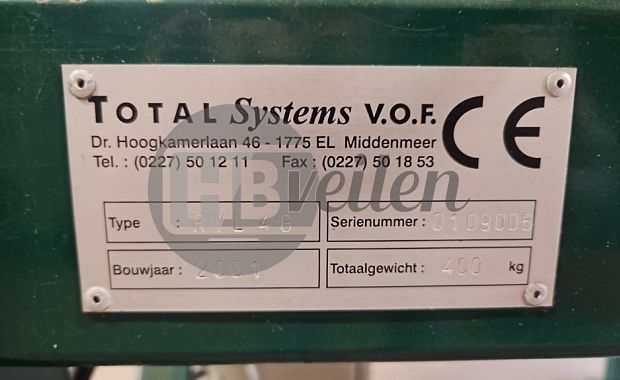 TOTAL Systems V.O.F. CE
Dr. Hoogkamerlaan 46 - 1775 EL Middenmeer
Tel. : (0227) 50 12 11 Fax : (0227) 50 18 53
HBveilen
Type : Serienummer : 0109006
Bouwjaar : 2001 Totaalgewicht : 400 kg